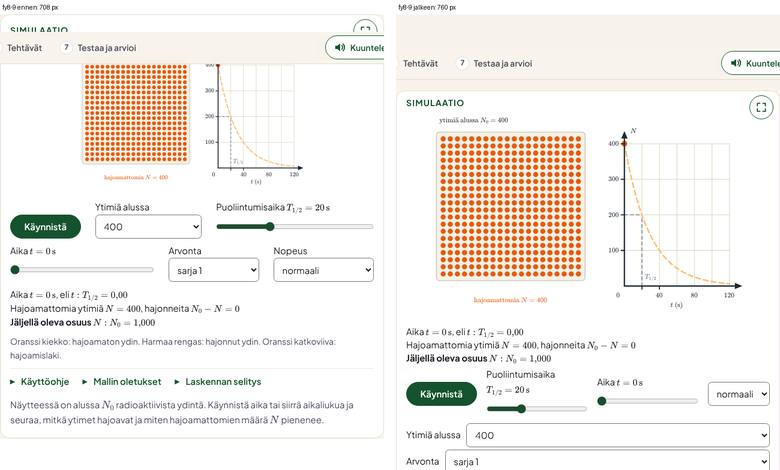 fy8-9 ennen: 708 px
SIMULAATIO
Tehtävät 7 Testaa ja arvioi Kuuntele
400
300
200
100
0 40 80 120
T1/2
t (s)
hajoamattomia N = 400
Ytimiä alussa Puoliintumisaika T1/2 = 20 s
Käynnistä 400
Aika t = 0 s Arvonta Nopeus
sarja 1 normaali
Aika t = 0 s, eli t : T1/2 = 0,00
Hajoamattomia ytimiä N = 400, hajonneita N0 − N = 0
Jäljellä oleva osuus N : N0 = 1,000
Oranssi kiekko: hajoamaton ydin. Harmaa rengas: hajonnut ydin. Oranssi katkoviiva:
hajoamislaki.
▸ Käyttöohje ▸ Mallin oletukset ▸ Laskennan selitys
Näytteessä on alussa N0 radioaktiivista ydintä. Käynnistä aika tai siirrä aikaliukua ja
seuraa, mitkä ytimet hajoavat ja miten hajoamattomien määrä N pienenee.
fy8-9 jalkeen: 760 px
Tehtävät 7 Testaa ja arvioi Kuuntele
SIMULAATIO
ytimiä alussa N0 = 400
N
400
300
200
100
0 40 80 120
T1/2
t (s)
hajoamattomia N = 400
Aika t = 0 s, eli t : T1/2 = 0,00
Hajoamattomia ytimiä N = 400, hajonneita N0 − N = 0
Jäljellä oleva osuus N : N0 = 1,000
Puoliintumisaika
T1/2 = 20 s
Käynnistä Aika t = 0 s normaali
Ytimiä alussa 400
Arvonta sarja 1